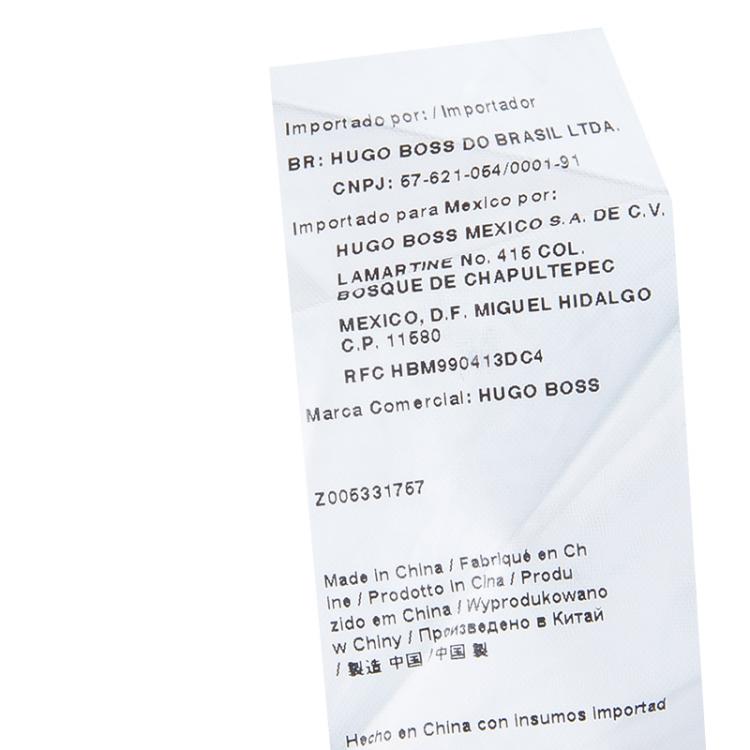 Importado por: / Importador
BR: HUGO BOSS DO BRASIL LTDA.
CNPJ: 57-621-054/0001-91
Importado para Mexico por:
HUGO BOSS MEXICO S.A. DE C.V.
LAMARTINE No. 415 COL.
BOSQUE DE CHAPULTEPEC
MEXICO, D.F. MIGUEL HIDALGO
C.P. 11580
RFC HBM990413DC4
Marca Comercial: HUGO BOSS
Z005331757
Made in China / Fabriqué en Ch
ine / Prodotto in Cina / Produ
zido em China / Wyprodukowano
w Chiny / Произведено в Китай
/ 製造 中国 / 中国 製
Hecho en China con insumos importad